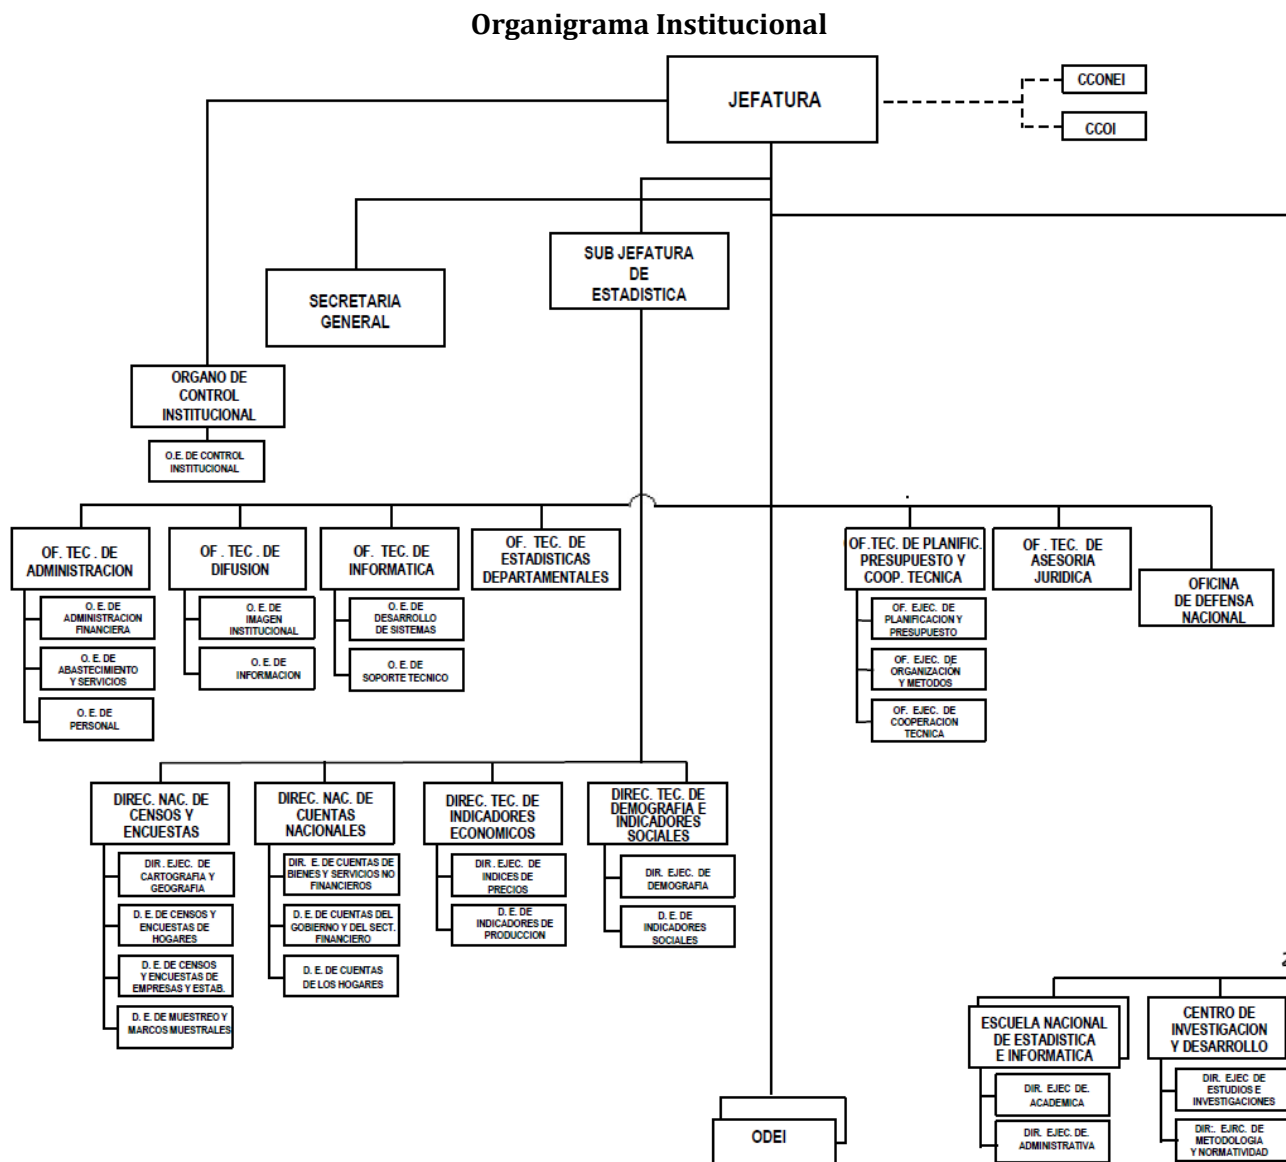 Organigrama Institucional
JEFATURA
CCONEI
CCOI
SUB JEFATURA
DE
ESTADISTICA
SECRETARIA
GENERAL
ORGANO DE
CONTROL
INSTITUCIONAL
O.E. DE CONTROL
INSTITUCIONAL
OF. TEC . DE
ADMINISTRACION
O. E. DE
ADMINISTRACION
FINANCIERA
O. E. DE
ABASTECIMIENTO
Y SERVICIOS
O. E. DE
PERSONAL
OF . TEC . DE
DIFUSION
O. E. DE
IMAGEN
INSTITUCIONAL
O. E. DE
INFORMACION
OF. TEC. DE
INFORMATICA
O. E. DE
DESARROLLO
DE SISTEMAS
O. E. DE
SOPORTE TECNICO
OF. TEC. DE
ESTADISTICAS
DEPARTAMENTALES
OF.TEC. DE PLANIFIC.
PRESUPUESTO Y
COOP. TECNICA
OF. EJEC. DE
PLANIFICACION Y
PRESUPUESTO
OF. EJEC. DE
ORGANIZACION
Y METODOS
OF. EJEC. DE
COOPERACION
TECNICA
OF . TEC. DE
ASESORIA
JURIDICA
OFICINA
DE DEFENSA
NACIONAL
DIREC. NAC. DE
CENSOS Y
ENCUESTAS
DIR . EJEC. DE
CARTOGRAFIA Y
GEOGRAFIA
D. E. DE CENSOS Y
ENCUESTAS DE
HOGARES
D. E. DE CENSOS
Y ENCUESTAS DE
EMPRESAS Y ESTAB.
D. E. DE MUESTREO Y
MARCOS MUESTRALES
DIREC. NAC. DE
CUENTAS
NACIONALES
DIR. E. DE CUENTAS DE
BIENES Y SERVICIOS NO
FINANCIEROS
D. E. DE CUENTAS DEL
GOBIERNO Y DEL SECT.
FINANCIERO
D. E. DE CUENTAS
DE LOS HOGARES
DIREC. TEC. DE
INDICADORES
ECONOMICOS
DIR . EJEC. DE
INDICES DE
PRECIOS
D. E. DE
INDICADORES DE
PRODUCCION
DIREC. TEC. DE
DEMOGRAFIA E
INDICADORES
SOCIALES
DIR. EJEC. DE
DEMOGRAFIA
D. E. DE
INDICADORES
SOCIALES
2
ESCUELA NACIONAL
DE ESTADISTICA
E INFORMATICA
DIR. EJEC DE.
ACADEMICA
DIR. EJEC. DE.
ADMINISTRATIVA
CENTRO DE
INVESTIGACION
Y DESARROLLO
DIR. EJEC DE
ESTUDIOS E
INVESTIGACIONES
DIR:. EJRC. DE
METODOLOGIA
Y NORMATIVIDAD
ODEI